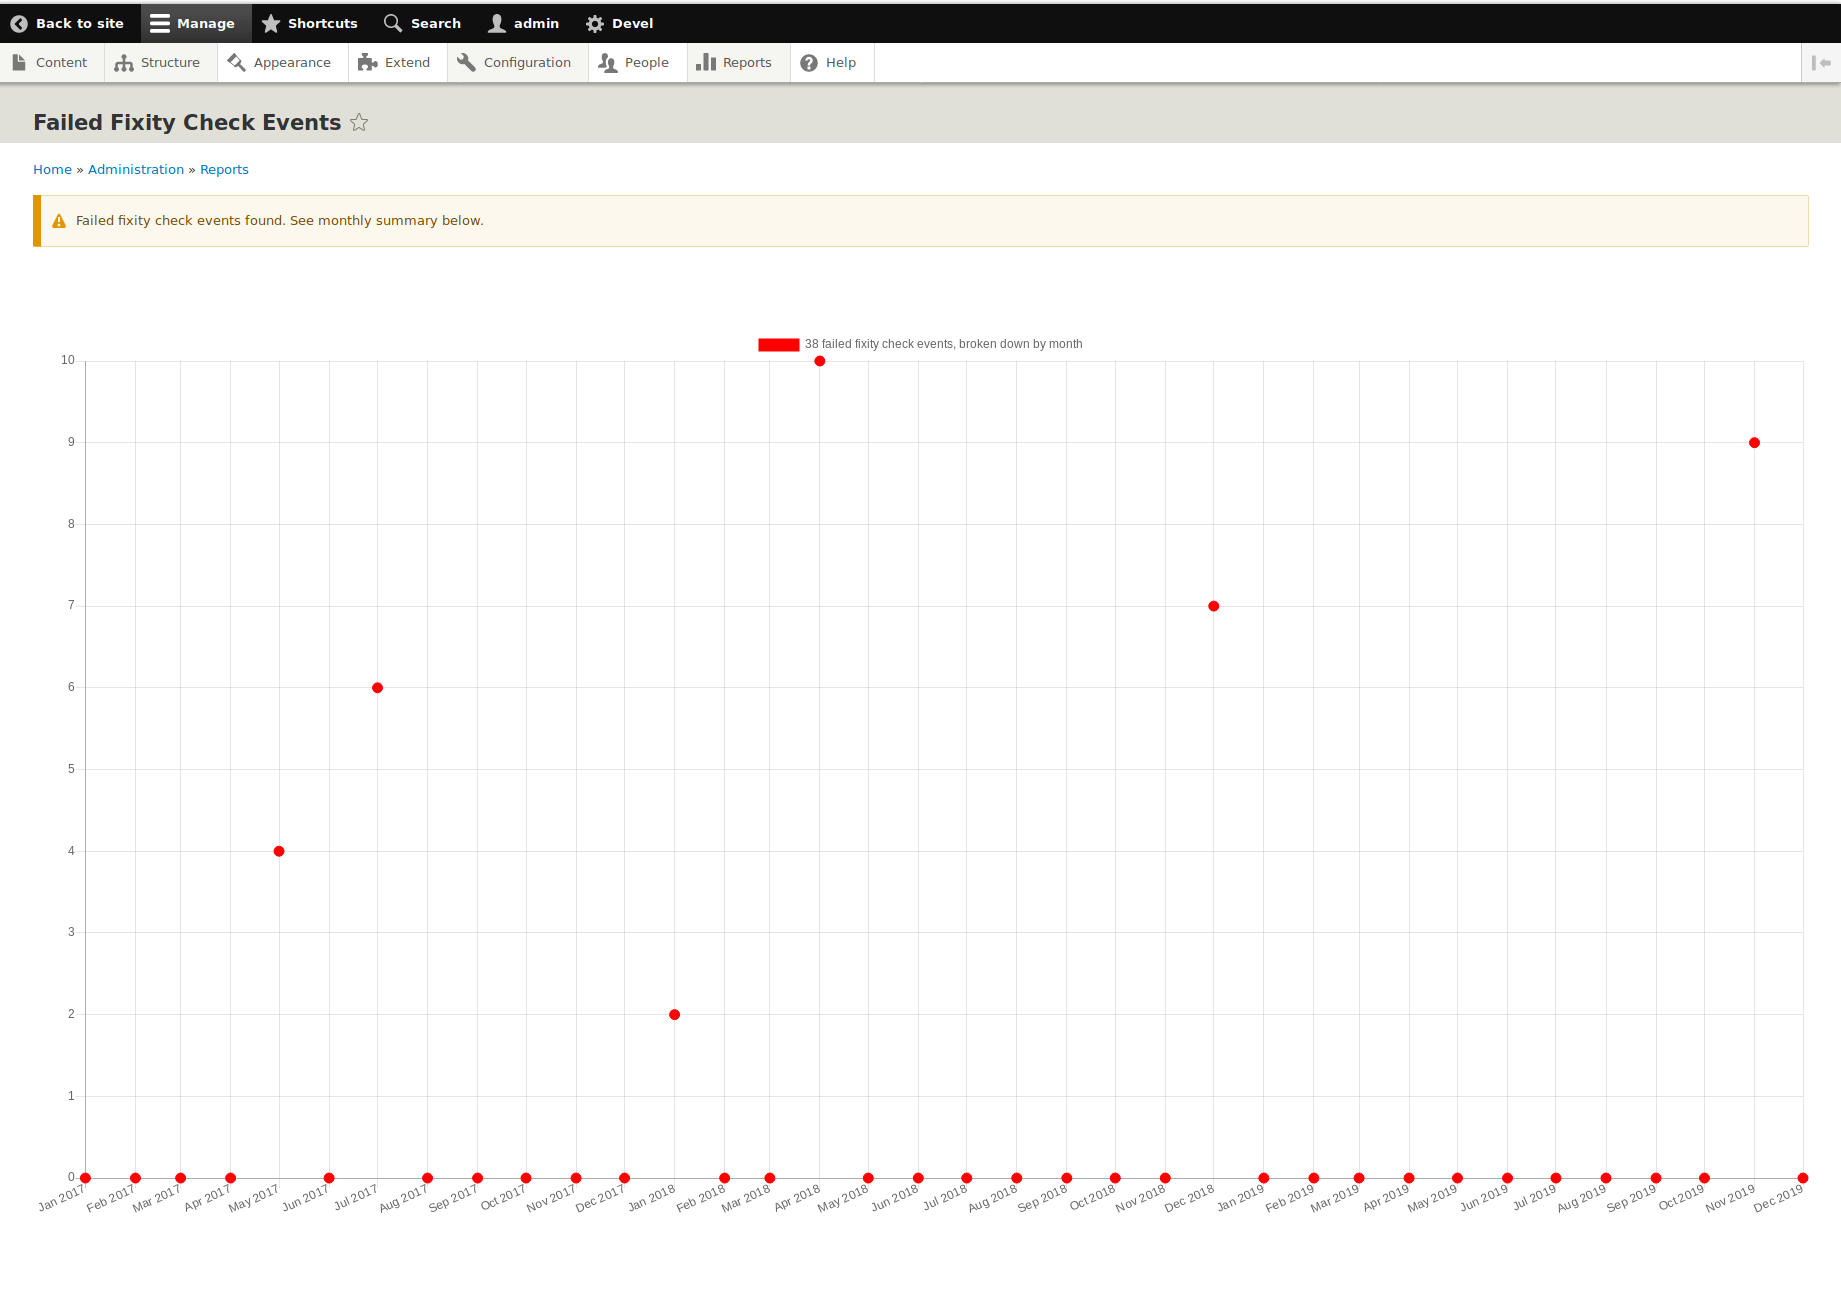 Back to site Manage Shortcuts Search admin Devel
Content Structure Appearance Extend Configuration People Reports Help
Failed Fixity Check Events
Home » Administration » Reports
Failed fixity check events found. See monthly summary below.
38 failed fixity check events, broken down by month
10
9
8
7
6
5
4
3
2
1
0
Jan 2017 Feb 2017 Mar 2017 Apr 2017 May 2017 Jun 2017 Jul 2017 Aug 2017 Sep 2017 Oct 2017 Nov 2017 Dec 2017 Jan 2018 Feb 2018 Mar 2018 Apr 2018 May 2018 Jun 2018 Jul 2018 Aug 2018 Sep 2018 Oct 2018 Nov 2018 Dec 2018 Jan 2019 Feb 2019 Mar 2019 Apr 2019 May 2019 Jun 2019 Jul 2019 Aug 2019 Sep 2019 Oct 2019 Nov 2019 Dec 2019